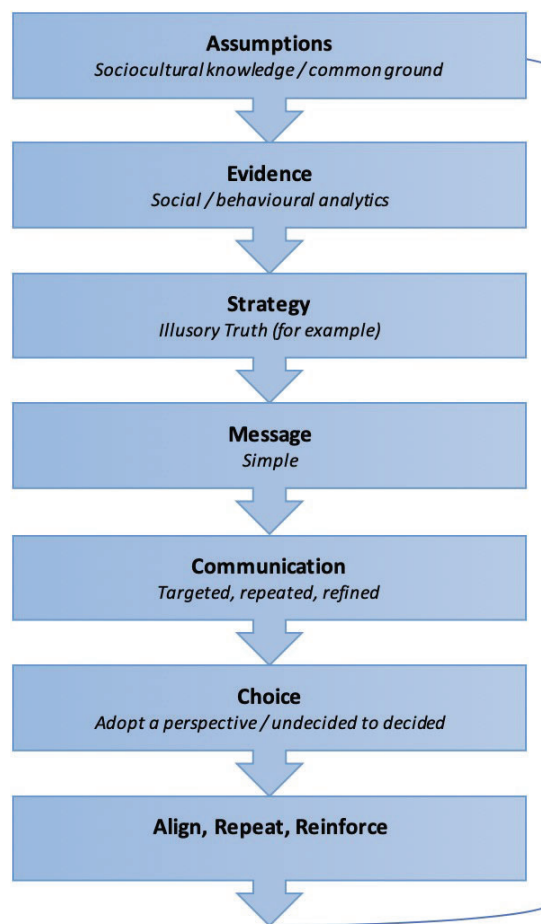 Assumptions
Sociocultural knowledge / common ground
Evidence
Social / behavioural analytics
Strategy
Illusory Truth (for example)
Message
Simple
Communication
Targeted, repeated, refined
Choice
Adopt a perspective / undecided to decided
Align, Repeat, Reinforce